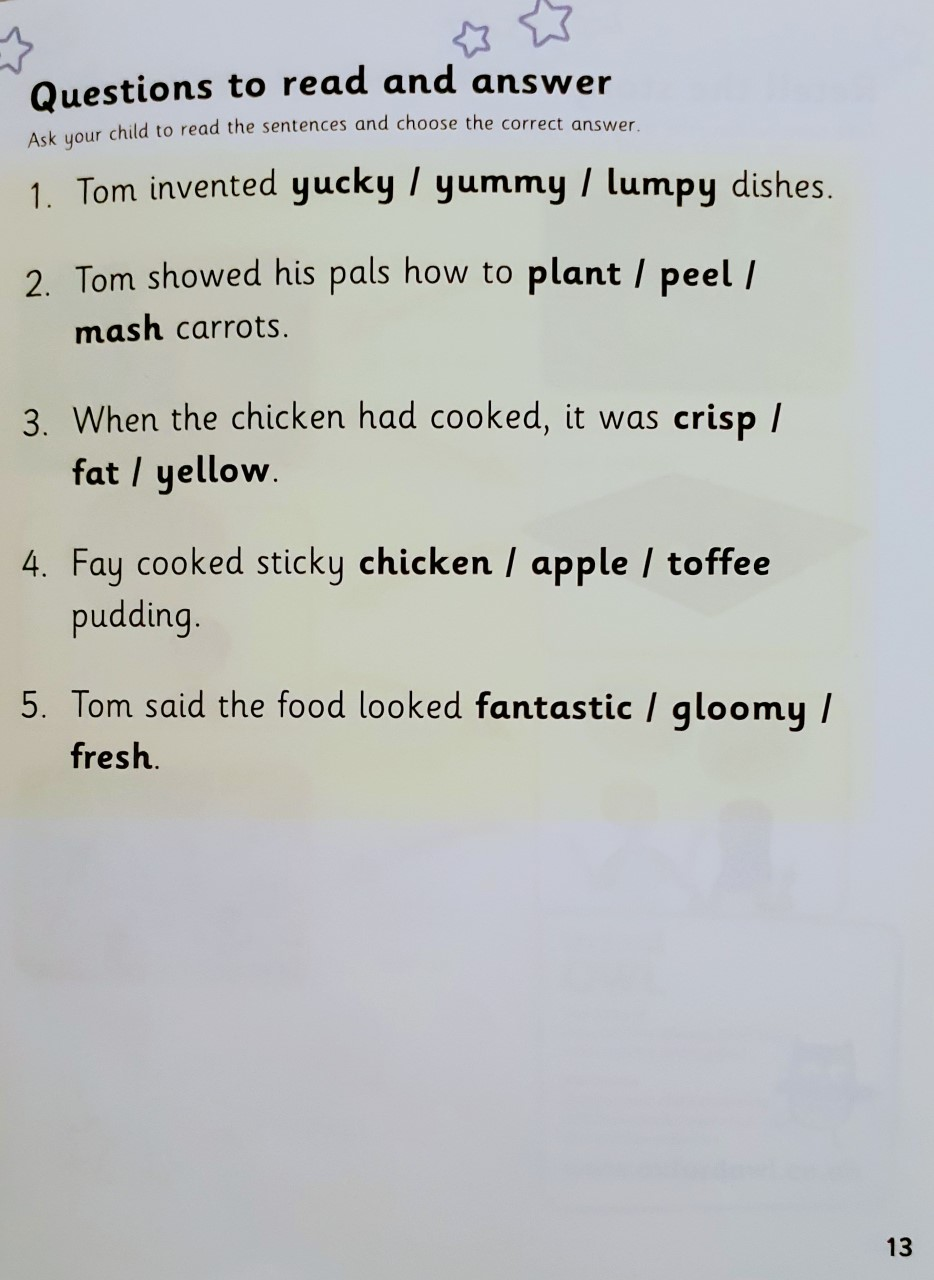 Questions to read and answer
Ask your child to read the sentences and choose the correct answer.
1. Tom invented yucky / yummy / lumpy dishes.
2. Tom showed his pals how to plant / peel /
mash carrots.
3. When the chicken had cooked, it was crisp /
fat / yellow.
4. Fay cooked sticky chicken / apple / toffee
pudding.
5. Tom said the food looked fantastic / gloomy /
fresh.
13